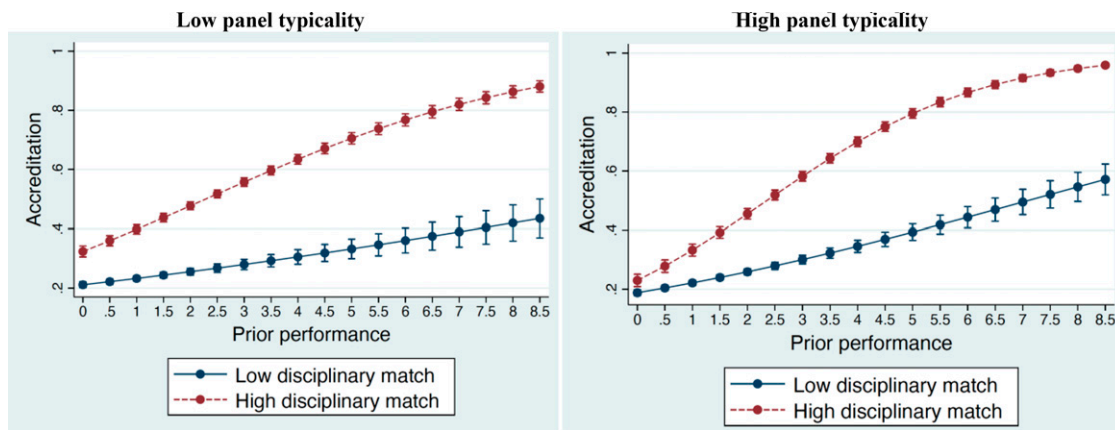 Low panel typicality
High panel typicality
Accreditation
1
.8
.6
.4
.2
0 .5 1 1.5 2 2.5 3 3.5 4 4.5 5 5.5 6 6.5 7 7.5 8 8.5
Prior performance
Low disciplinary match
High disciplinary match
Accreditation
1
.8
.6
.4
.2
0 .5 1 1.5 2 2.5 3 3.5 4 4.5 5 5.5 6 6.5 7 7.5 8 8.5
Prior performance
Low disciplinary match
High disciplinary match